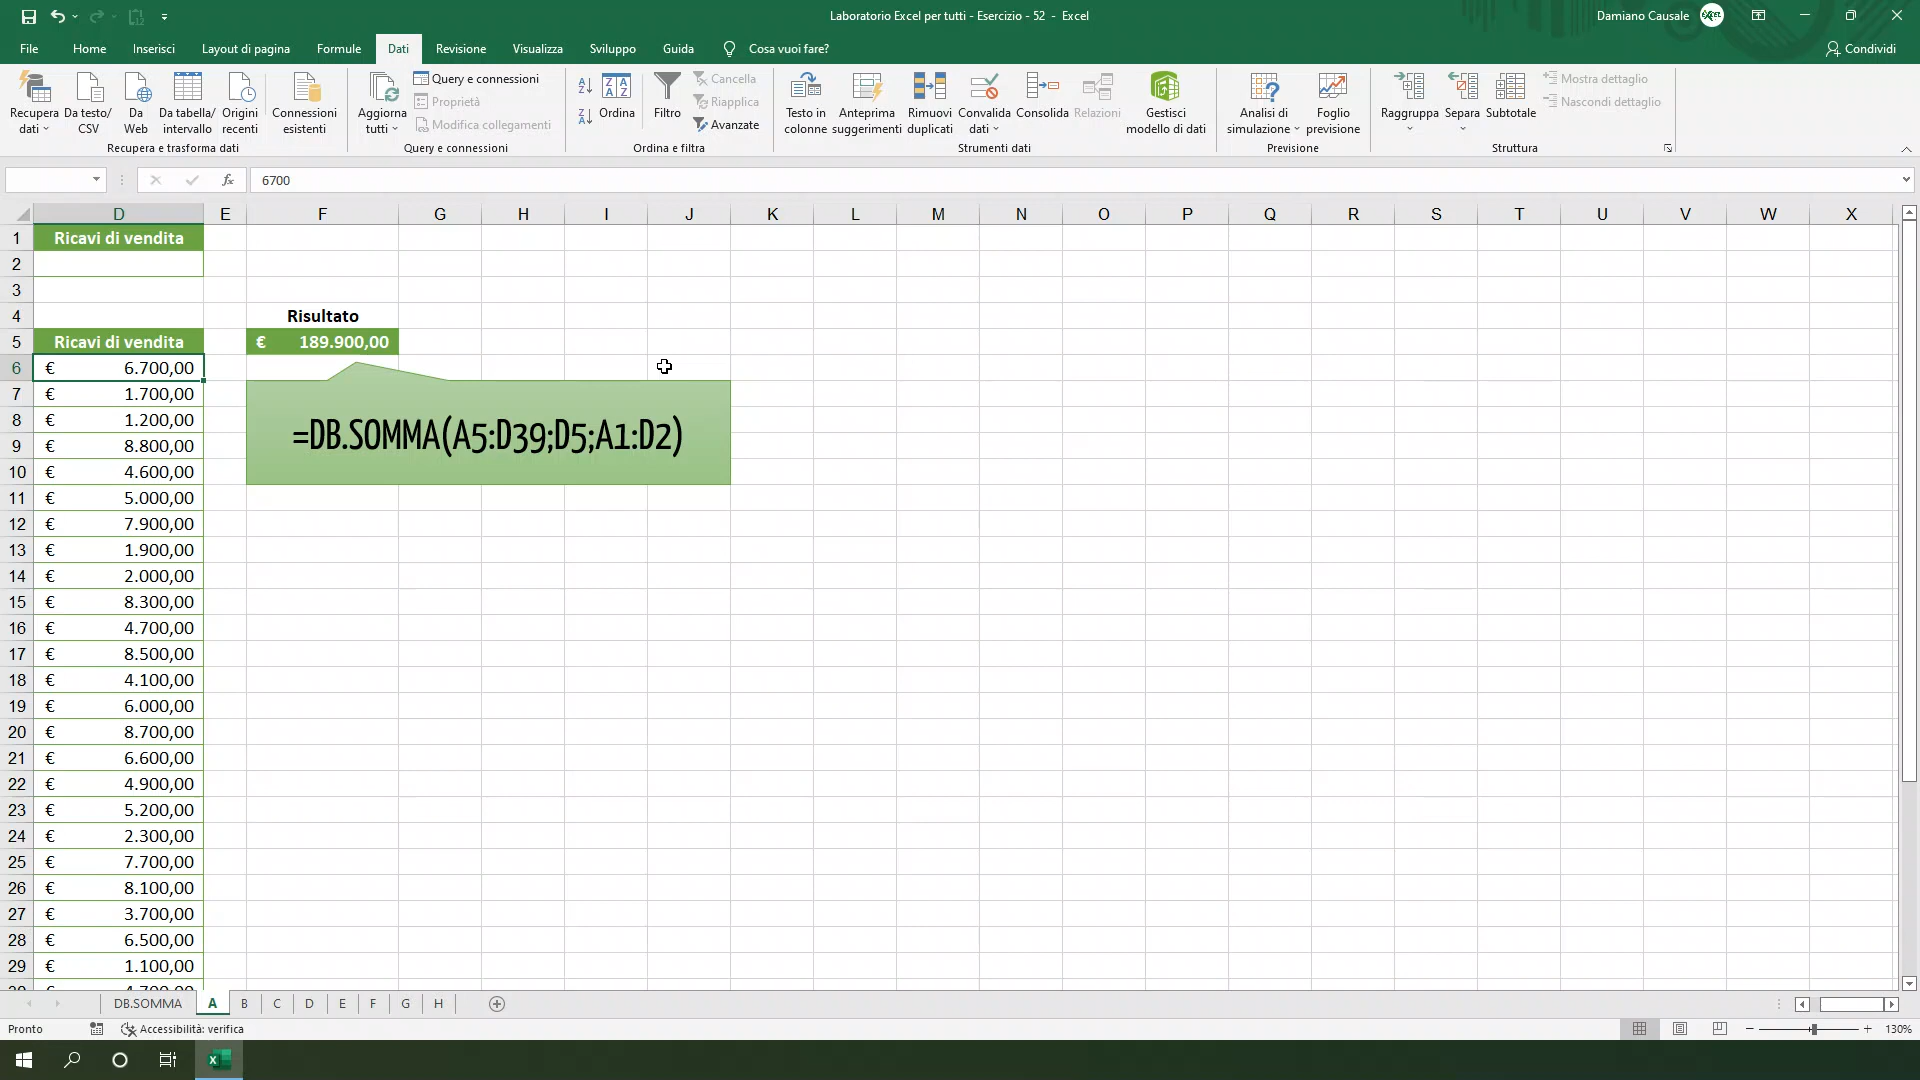 Laboratorio Excel per tutti - Esercizio - 52 - Excel
Damiano Causale
EXCEL
File Home Inserisci Layout di pagina Formule Dati Revisione Visualizza Sviluppo Guida Cosa vuoi fare? Condividi
Recupera dati
Da testo/CSV
Da Web
Da tabella/intervallo
Origini recenti
Connessioni esistenti
Recupera e trasforma dati
Aggiorna tutti
Query e connessioni
Proprietà
Modifica collegamenti
Query e connessioni
Ordina
Filtro
Cancella
Riapplica
Avanzate
Ordina e filtra
Testo in colonne
Anteprima suggerimenti
Rimuovi duplicati
Convalida dati
Consolida
Relazioni
Gestisci modello di dati
Strumenti dati
Analisi di simulazione
Foglio previsione
Previsione
Raggruppa
Separa
Subtotale
Mostra dettaglio
Nascondi dettaglio
Struttura
fx 6700
D E F G H I J K L M N O P Q R S T U V W X
1 Ricavi di vendita
2
3
4 Risultato
5 Ricavi di vendita € 189.900,00
6 € 6.700,00
7 € 1.700,00
=DB.SOMMA(A5:D39;D5;A1:D2)
8 € 1.200,00
9 € 8.800,00
10 € 4.600,00
11 € 5.000,00
12 € 7.900,00
13 € 1.900,00
14 € 2.000,00
15 € 8.300,00
16 € 4.700,00
17 € 8.500,00
18 € 4.100,00
19 € 6.000,00
20 € 8.700,00
21 € 6.600,00
22 € 4.900,00
23 € 5.200,00
24 € 2.300,00
25 € 7.700,00
26 € 8.100,00
27 € 3.700,00
28 € 6.500,00
29 € 1.100,00
DB.SOMMA A B C D E F G H
Pronto Accessibilità: verifica 130%